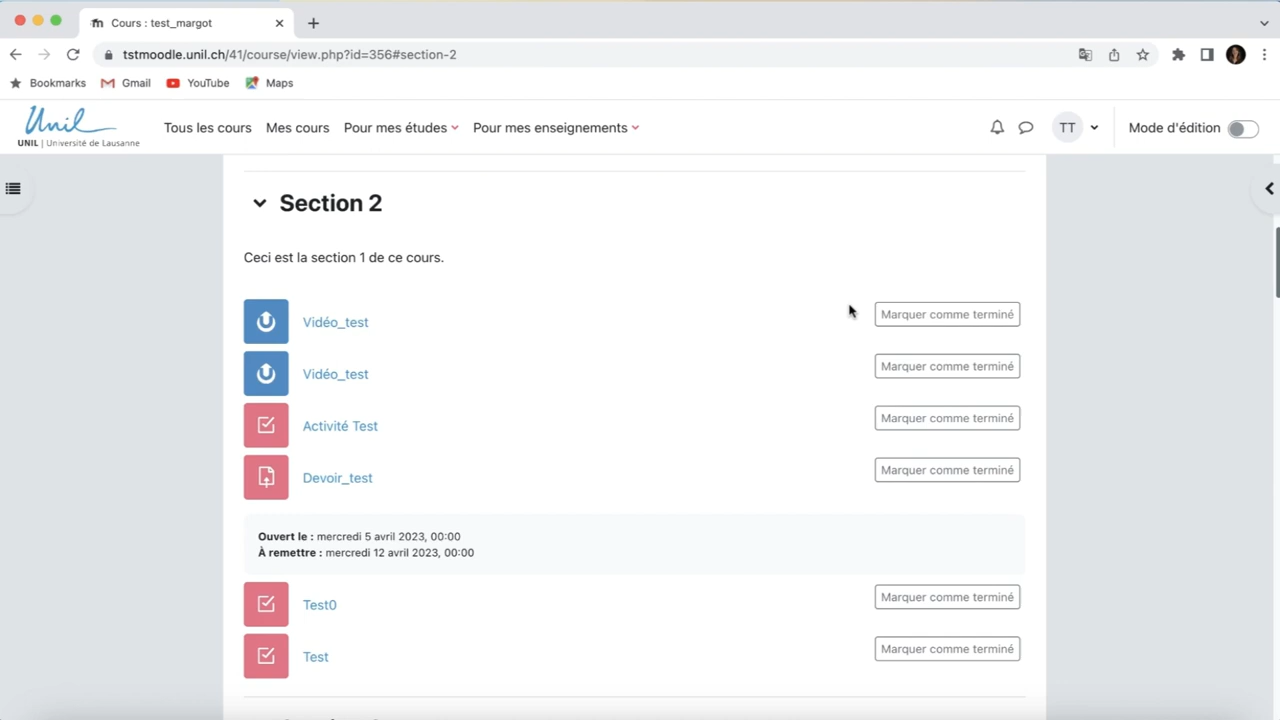 Cours : test_margot
tstmoodle.unil.ch/41/course/view.php?id=356#section-2
Bookmarks Gmail YouTube Maps
Unil
UNIL | Université de Lausanne
Tous les cours Mes cours Pour mes études Pour mes enseignements TT Mode d'édition
Section 2
Ceci est la section 1 de ce cours.
Vidéo_test Marquer comme terminé
Vidéo_test Marquer comme terminé
Activité Test Marquer comme terminé
Devoir_test Marquer comme terminé
Ouvert le : mercredi 5 avril 2023, 00:00
À remettre : mercredi 12 avril 2023, 00:00
Test0 Marquer comme terminé
Test Marquer comme terminé